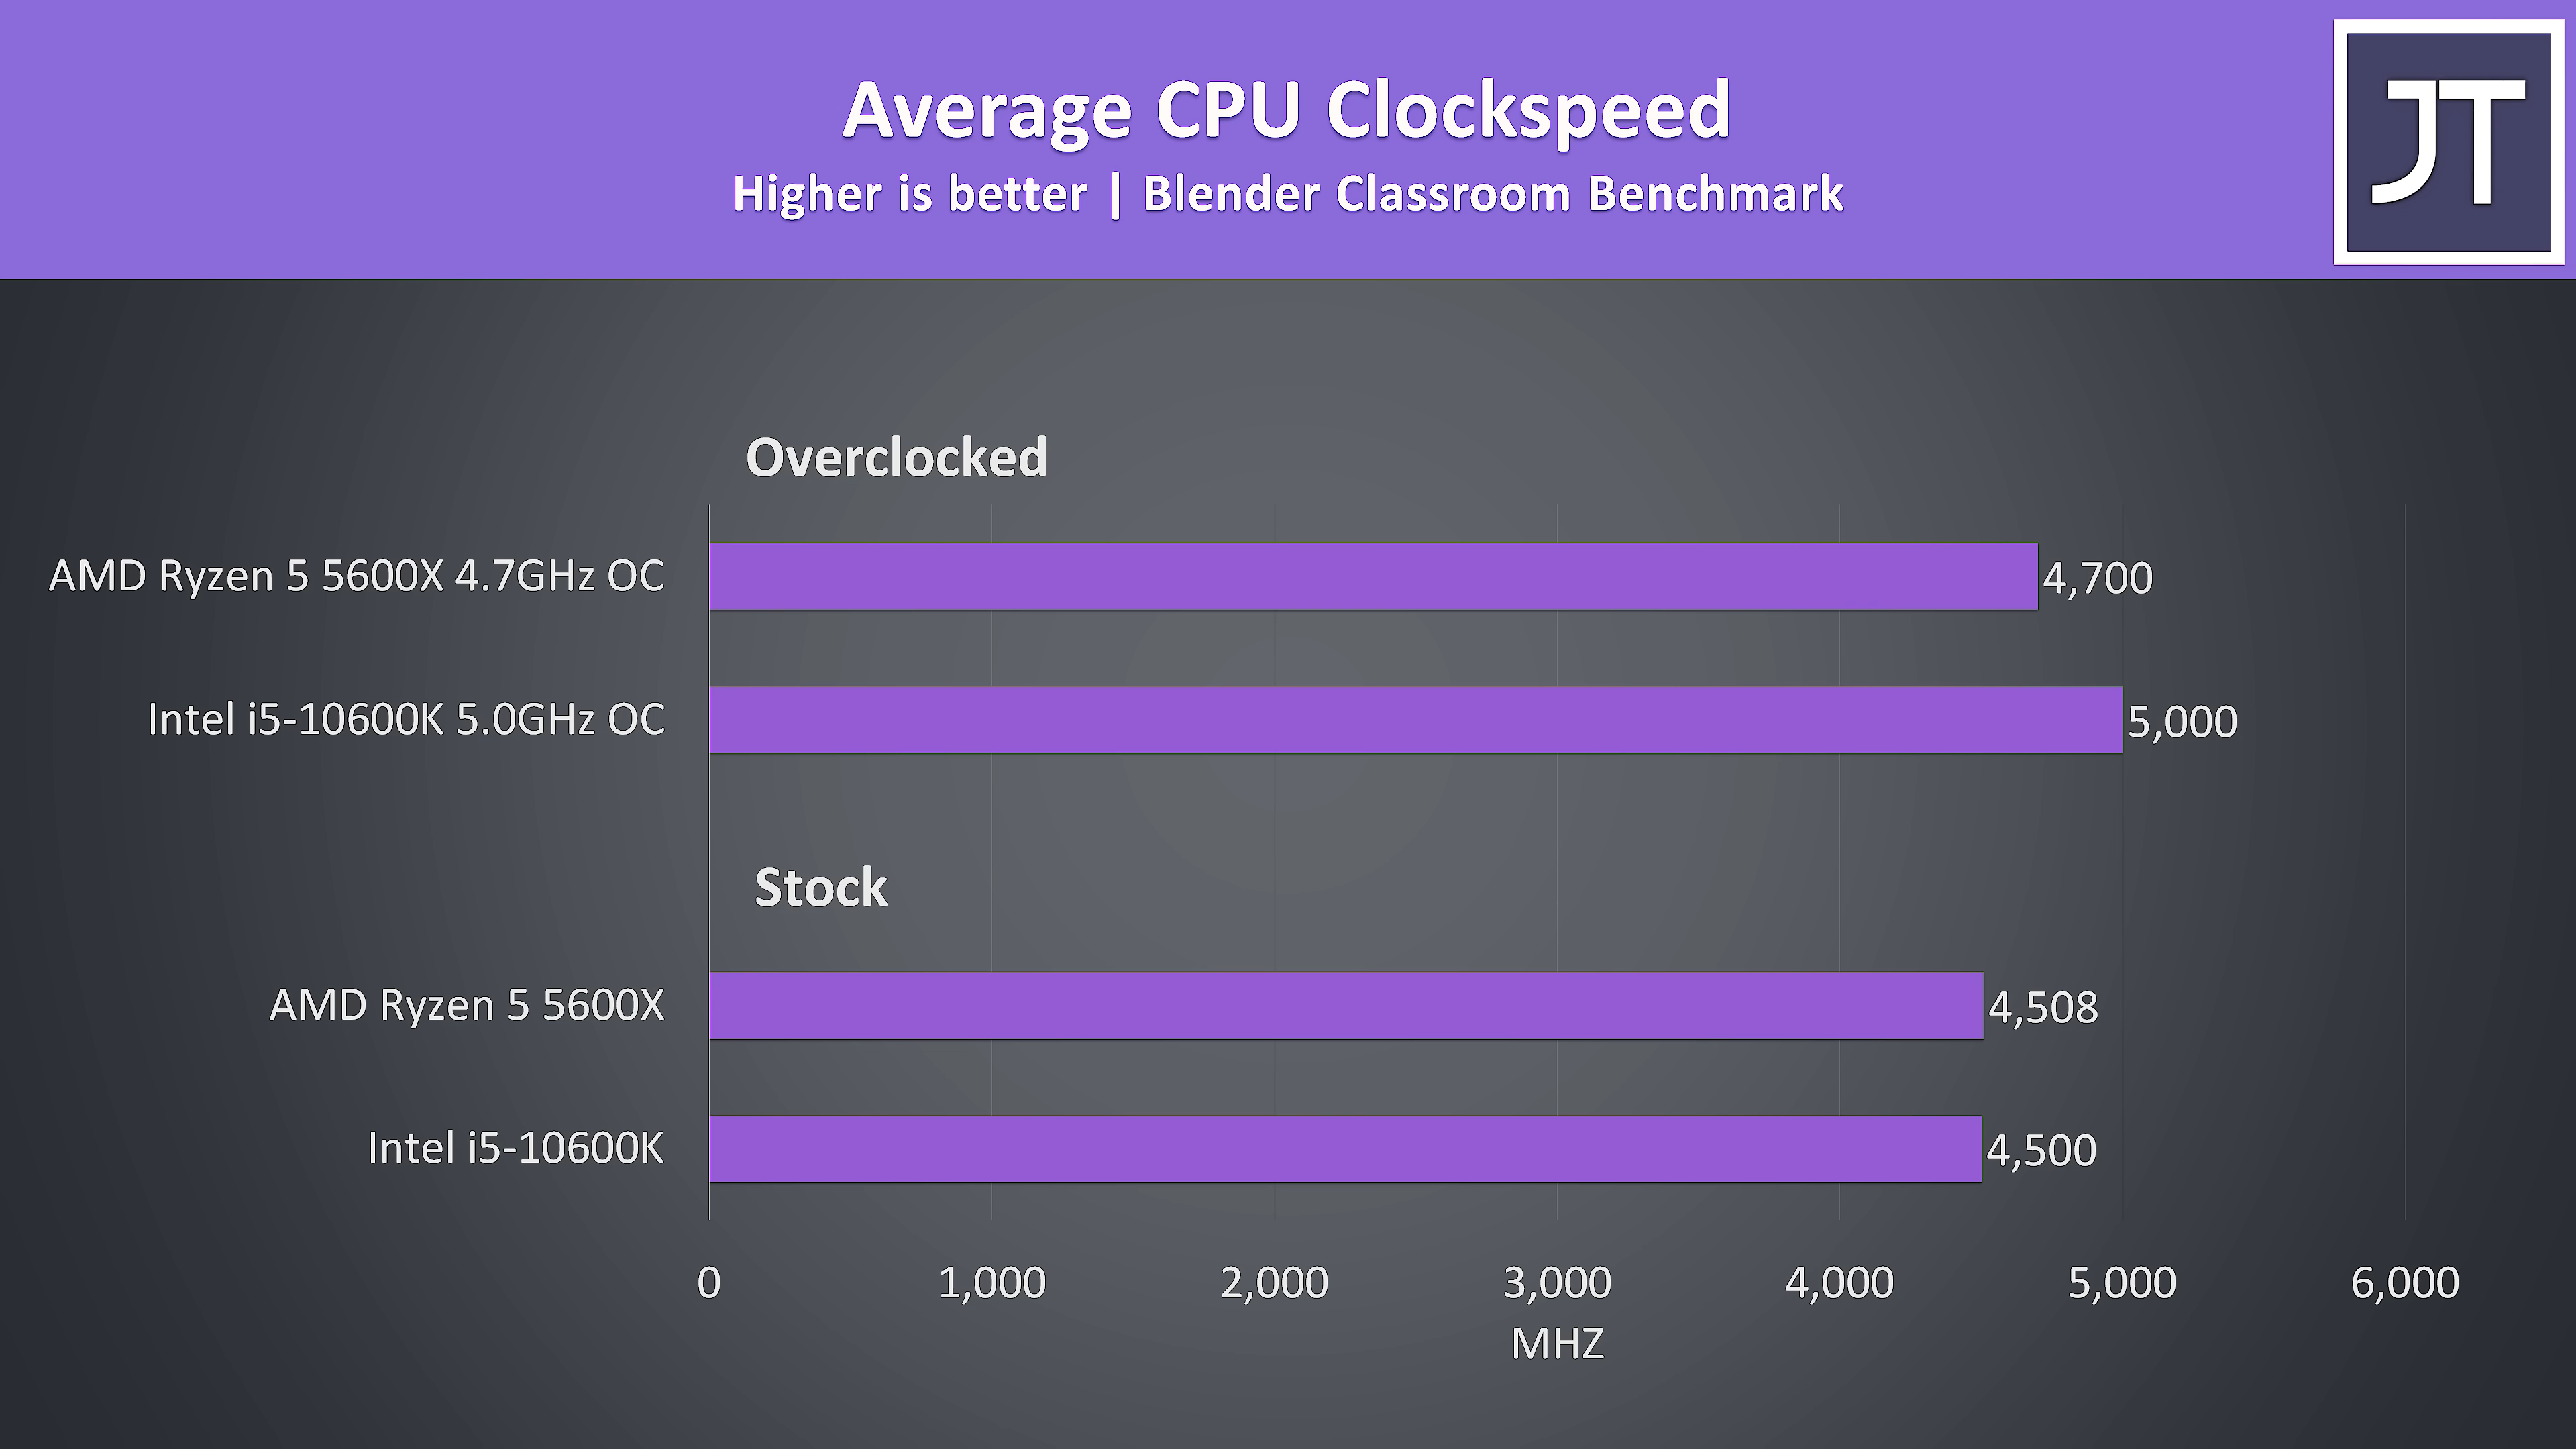 Average CPU Clockspeed
JT
Higher is better | Blender Classroom Benchmark
Overclocked
AMD Ryzen 5 5600X 4.7GHz OC
4,700
Intel i5-10600K 5.0GHz OC
5,000
Stock
AMD Ryzen 5 5600X
4,508
Intel i5-10600K
4,500
0 1,000 2,000 3,000 4,000 5,000 6,000
MHZ